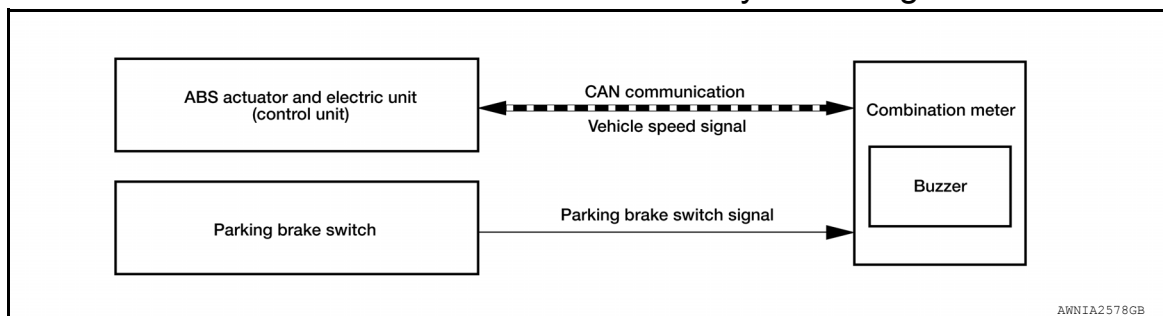 ABS actuator and electric unit
(control unit)
CAN communication
Vehicle speed signal
Combination meter
Buzzer
Parking brake switch
Parking brake switch signal
AWNIA2578GB